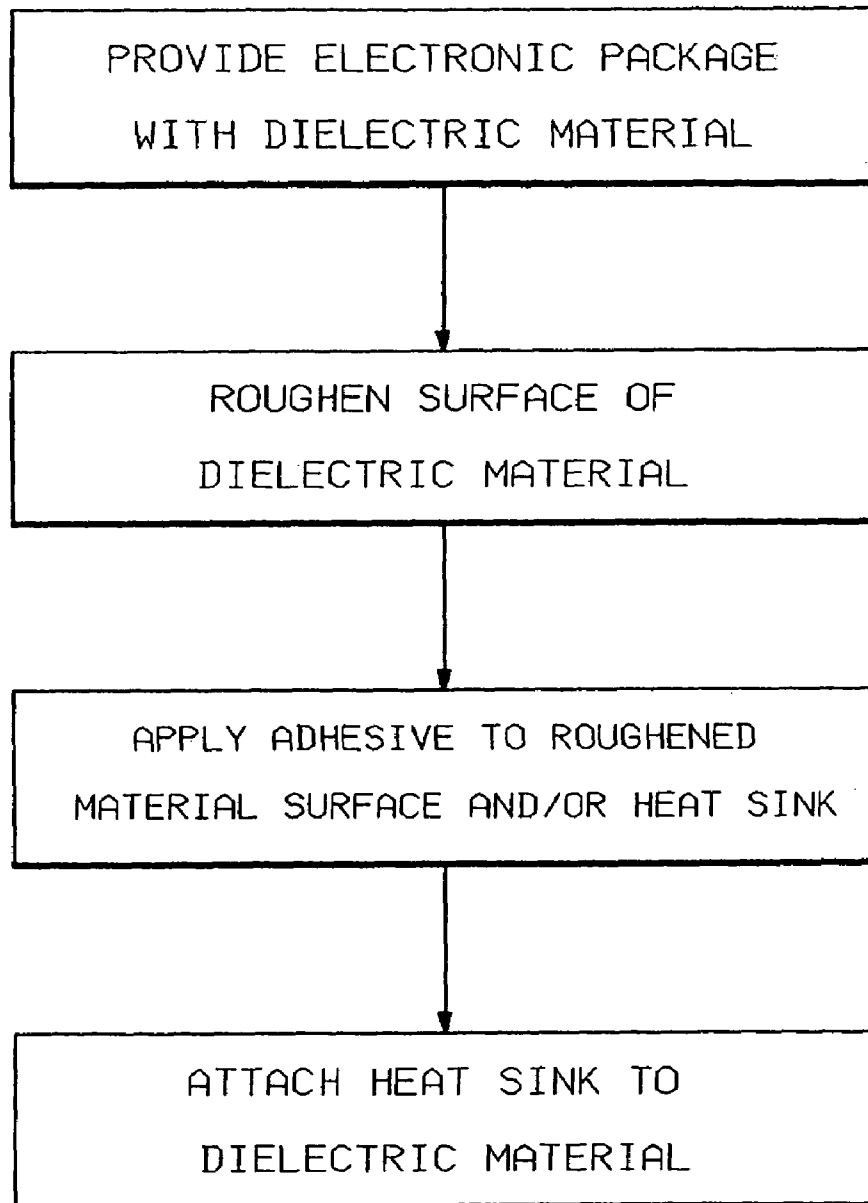 PROVIDE ELECTRONIC PACKAGE
WITH DIELECTRIC MATERIAL
ROUGHEN SURFACE OF
DIELECTRIC MATERIAL
APPLY ADHESIVE TO ROUGHENED
MATERIAL SURFACE AND/OR HEAT SINK
ATTACH HEAT SINK TO
DIELECTRIC MATERIAL